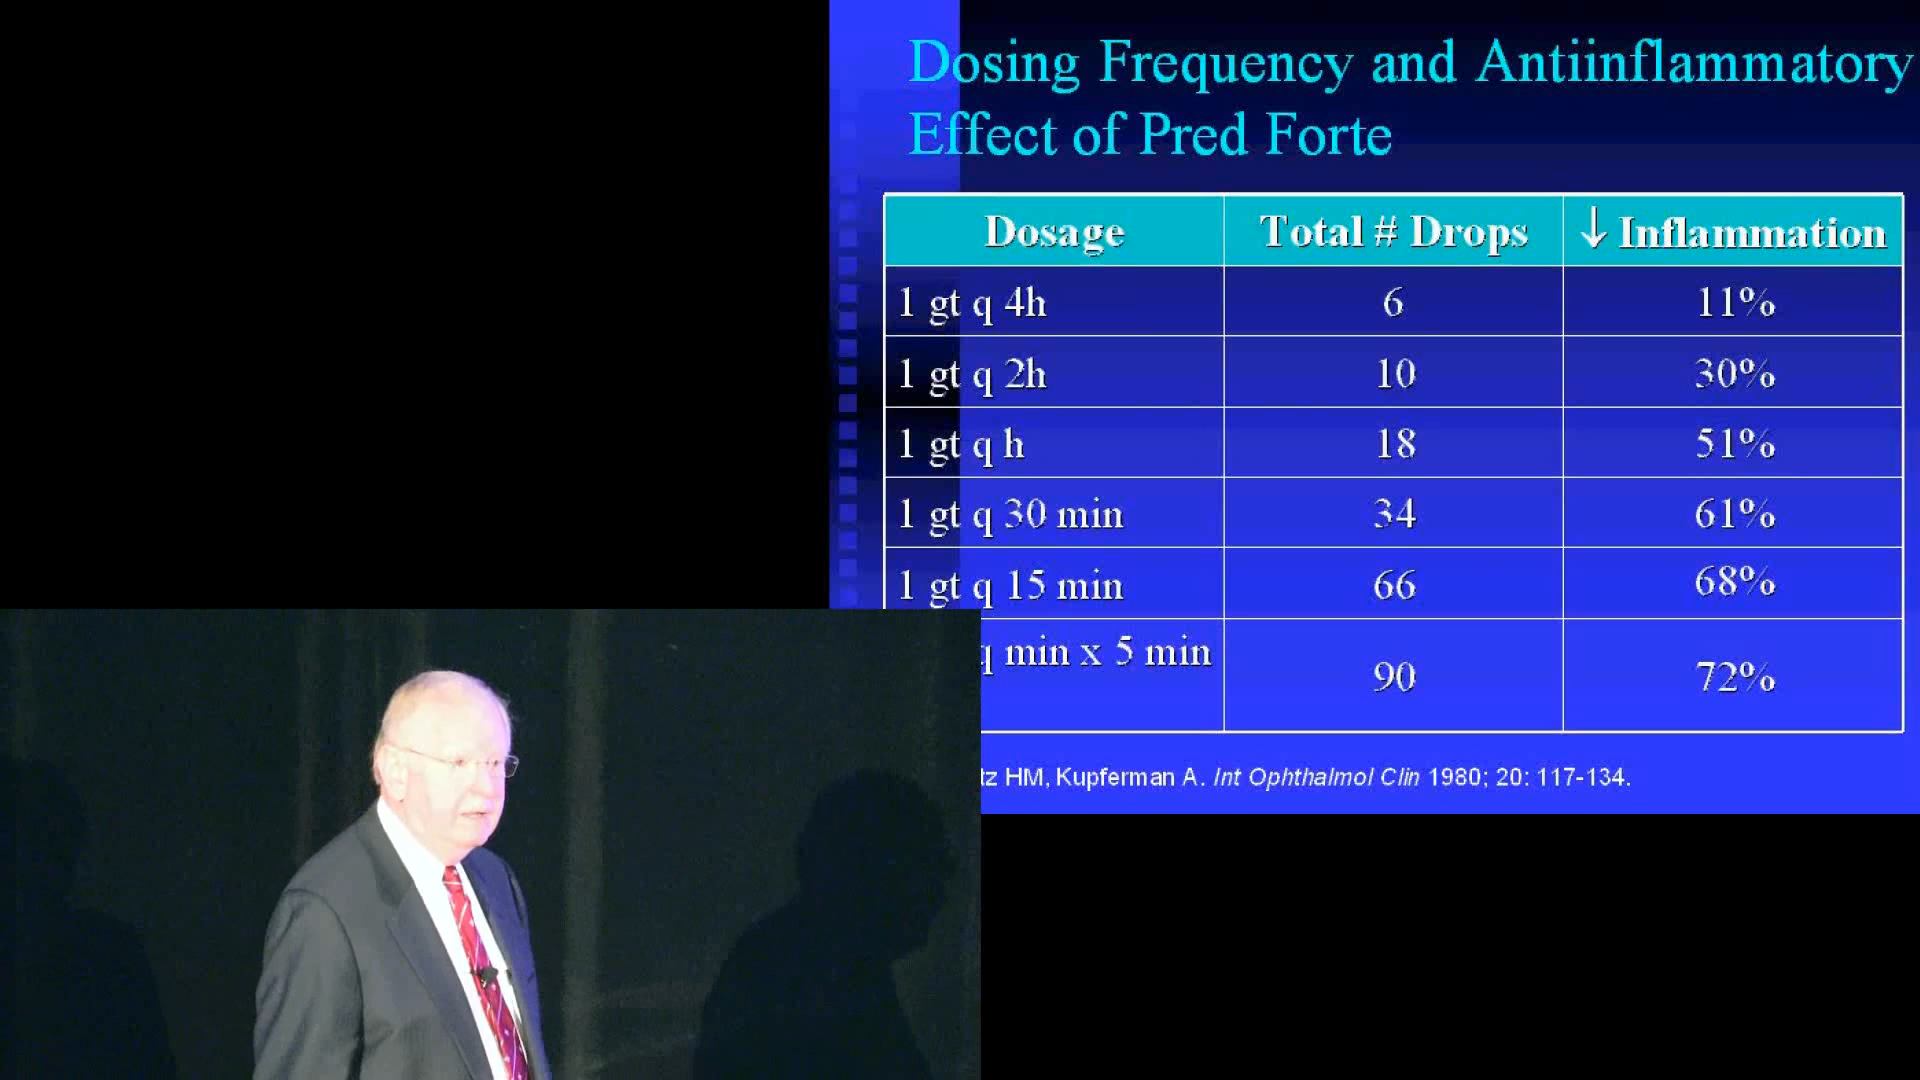 Dosing Frequency and Antiinflammatory
Effect of Pred Forte
Dosage Total # Drops ↓ Inflammation
1 gt q 4h 6 11%
1 gt q 2h 10 30%
1 gt q h 18 51%
1 gt q 30 min 34 61%
1 gt q 15 min 66 68%
q min x 5 min 90 72%
HM, Kupferman A. Int Ophthalmol Clin 1980; 20: 117-134.